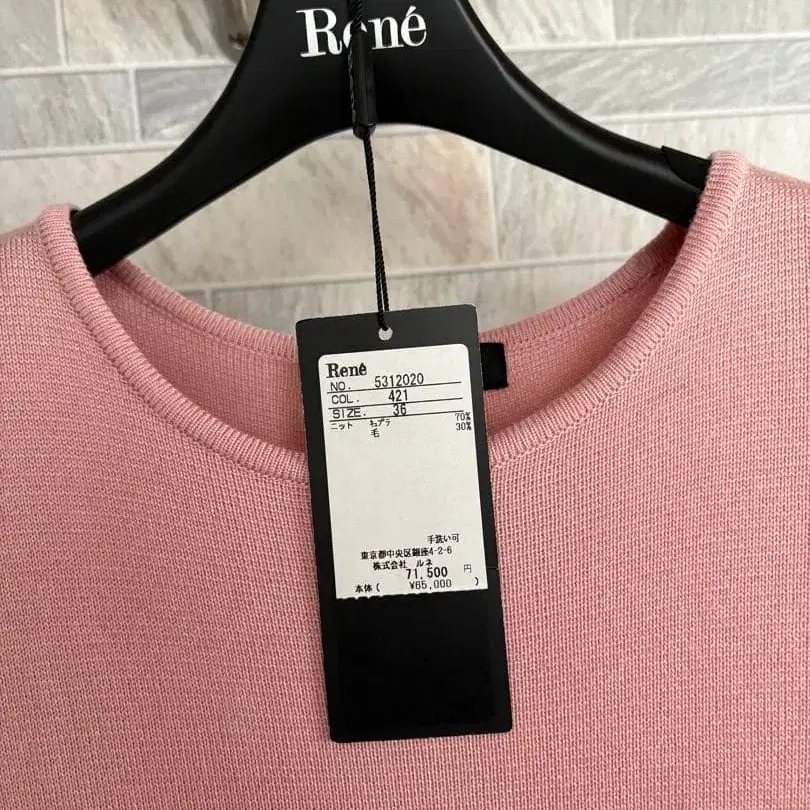 René
René
NO. 5312020
COL. 421
SIZE. 36
ニット キュプラ 70%
毛 30%
手洗い可
東京都中央区銀座4-2-6
株式会社 ルネ
71,500 円
本体( ¥65,000 )